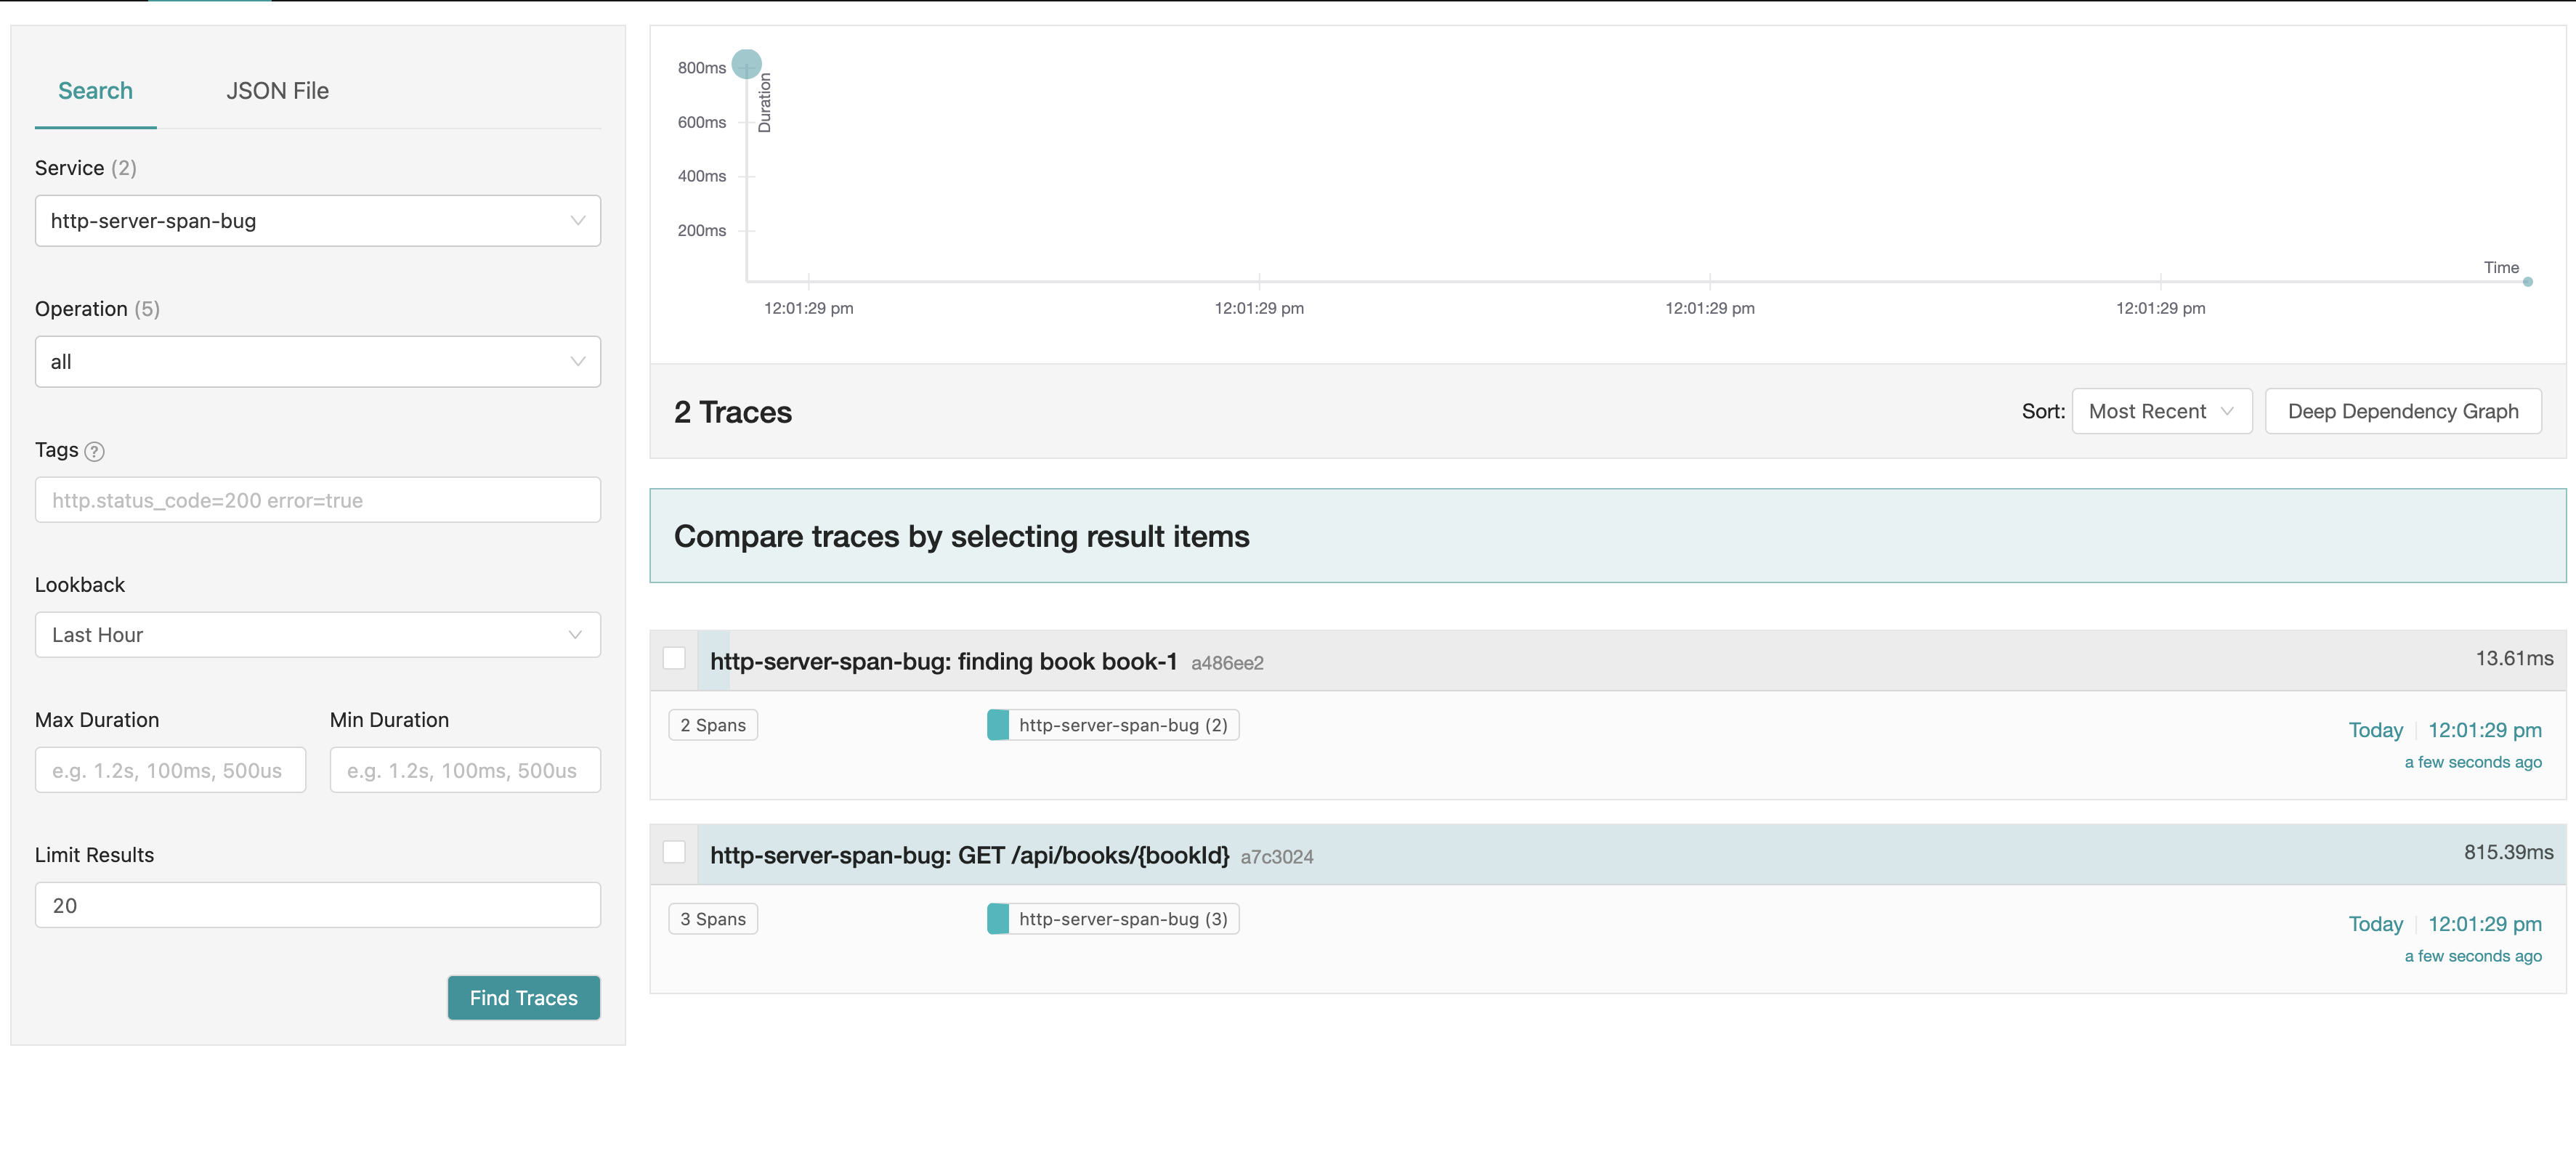 Search
JSON File
Service (2)
http-server-span-bug
Operation (5)
all
Tags ?
http.status_code=200 error=true
Lookback
Last Hour
Max Duration
Min Duration
e.g. 1.2s, 100ms, 500us
e.g. 1.2s, 100ms, 500us
Limit Results
20
Find Traces
800ms
600ms
400ms
200ms
Duration
Time
12:01:29 pm
12:01:29 pm
12:01:29 pm
12:01:29 pm
2 Traces
Sort: Most Recent
Deep Dependency Graph
Compare traces by selecting result items
http-server-span-bug: finding book book-1 a486ee2
13.61ms
2 Spans
http-server-span-bug (2)
Today 12:01:29 pm
a few seconds ago
http-server-span-bug: GET /api/books/{bookId} a7c3024
815.39ms
3 Spans
http-server-span-bug (3)
Today 12:01:29 pm
a few seconds ago